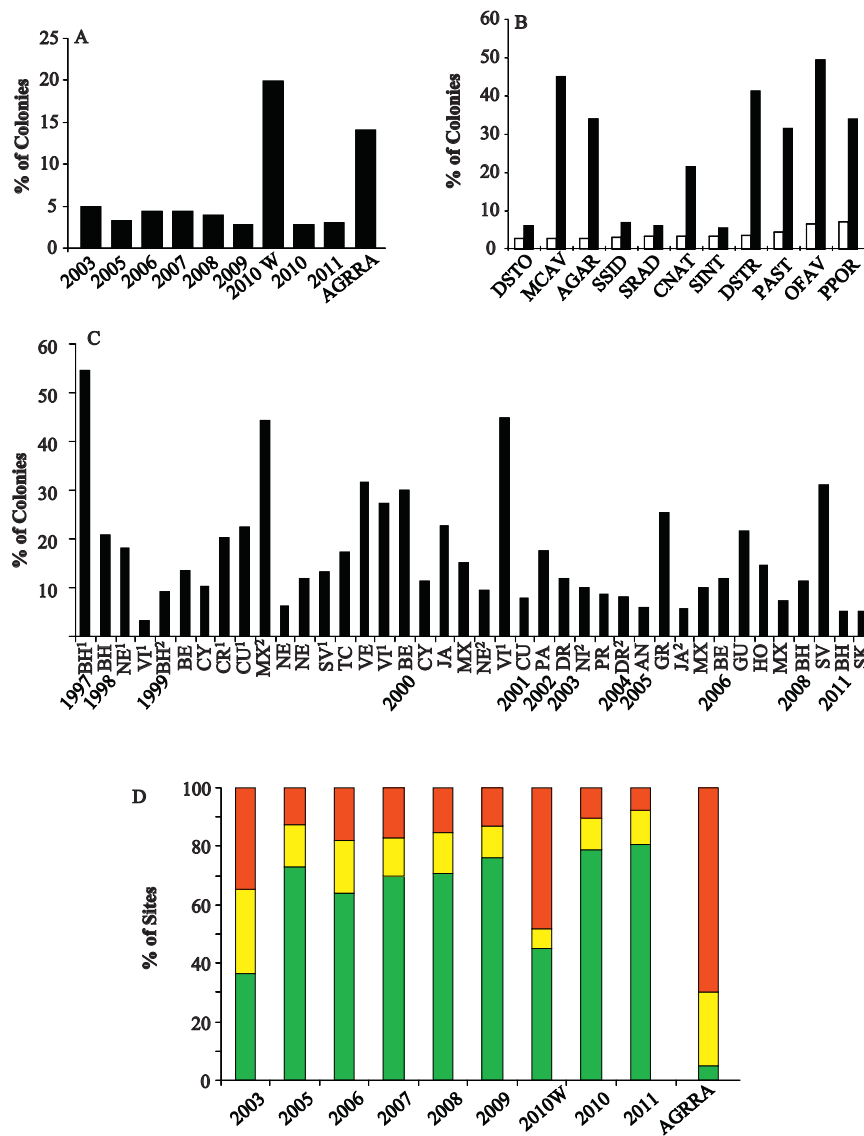 A
25
20
15
10
5
0
% of Colonies
2003
2005
2006
2007
2008
2009
2010 W
2010
2011
AGRRA
B
60
50
40
30
20
10
0
% of Colonies
DSTO
MCAV
AGAR
SSID
SRAD
CNAT
SINT
DSTR
PAST
OFAV
PPOR
C
60
50
40
30
20
10
% of Colonies
BH¹
BH
NE¹
VI¹
BH²
BE
CY
CR¹
CU¹
MX²
NE
NE
SV¹
TC
VE
VI¹
BE
CY
JA
MX
NE²
VI¹
CU
PA
DR
NI²
PR
DR²
AN
GR
JA²
MX
BE
GU
HO
MX
BH
SV
BH
SK
1997
1998
1999
2000
2001
2002
2003
2004
2005
2006
2008
2011
D
100
80
60
40
20
0
% of Sites
2003
2005
2006
2007
2008
2009
2010W
2010
2011
AGRRA